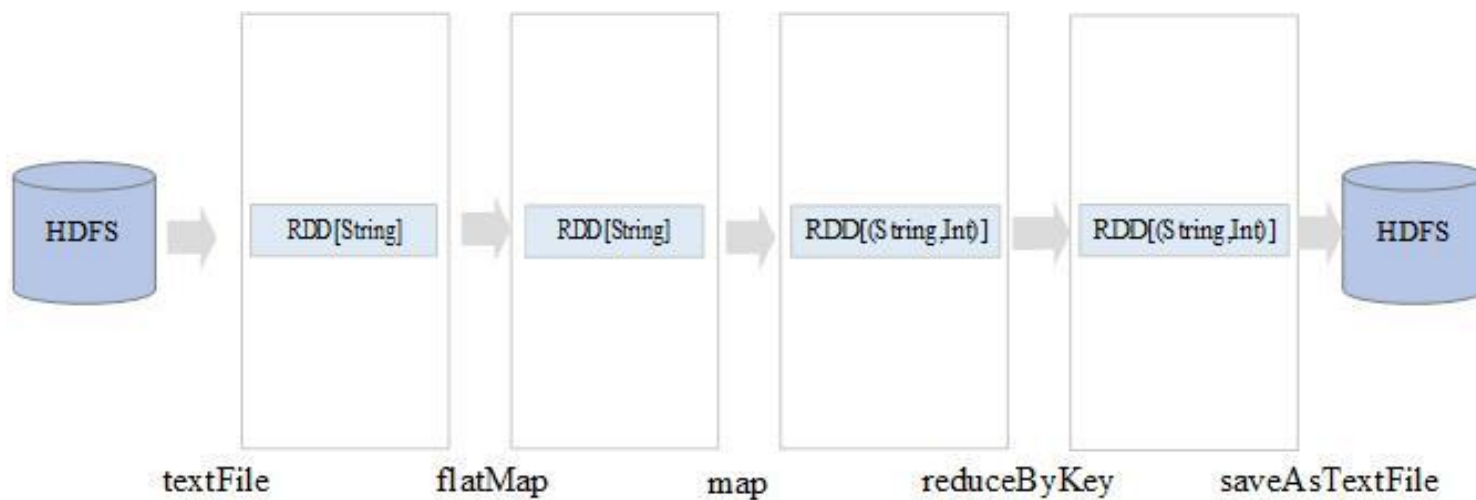 HDFS
RDD[String]
RDD[String]
RDD[(String,Int)]
RDD[(String,Int)]
HDFS
textFile
flatMap
map
reduceByKey
saveAsTextFile